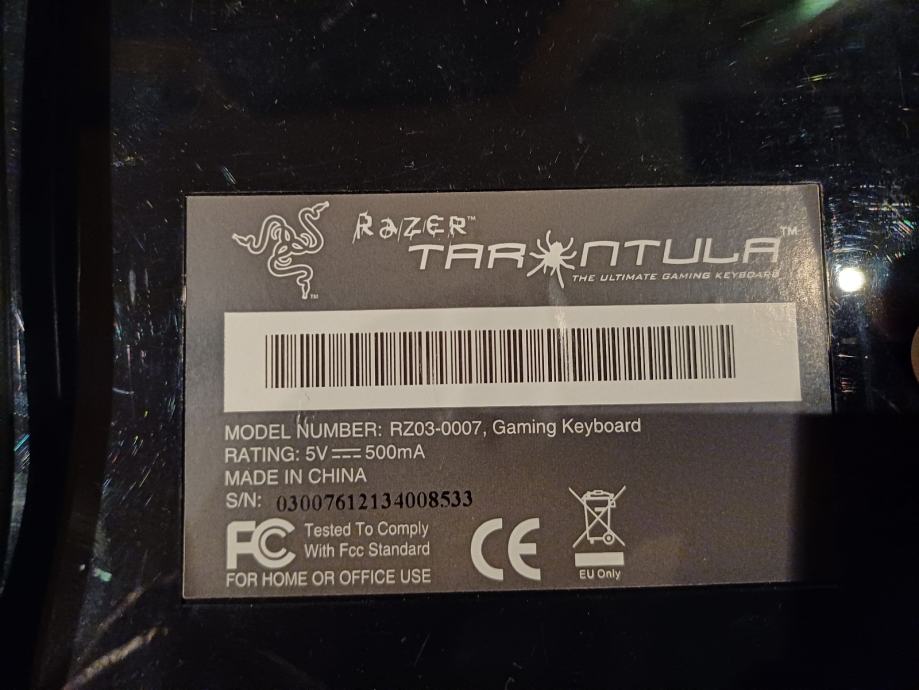 RAZER™
TARANTULA™
THE ULTIMATE GAMING KEYBOARD
TM
MODEL NUMBER: RZ03-0007, Gaming Keyboard
RATING: 5V⎓500mA
MADE IN CHINA
S/N: 03007612134008533
FC Tested To Comply
With Fcc Standard
FOR HOME OR OFFICE USE
CE
EU Only